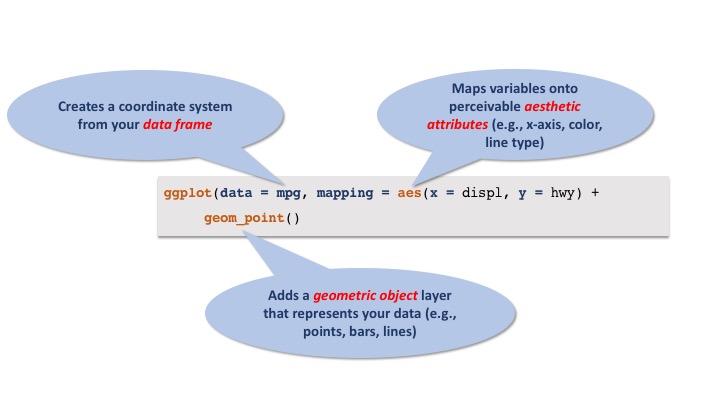 Creates a coordinate system
from your data frame
Maps variables onto
perceivable aesthetic
attributes (e.g., x-axis, color,
line type)
ggplot(data = mpg, mapping = aes(x = displ, y = hwy) +
geom_point()
Adds a geometric object layer
that represents your data (e.g.,
points, bars, lines)